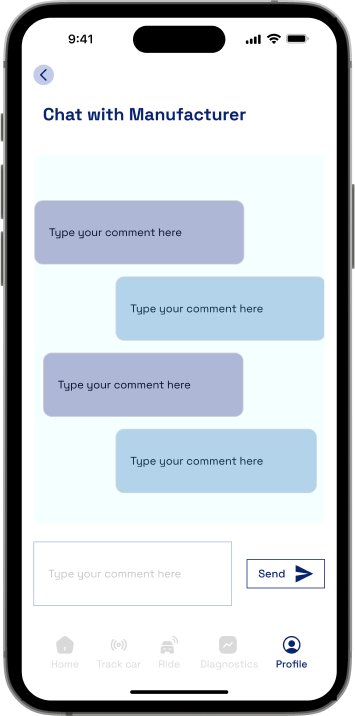 9:41
Chat with Manufacturer
Type your comment here
Type your comment here
Type your comment here
Type your comment here
Type your comment here
Send
Home Track car Ride Diagnostics Profile